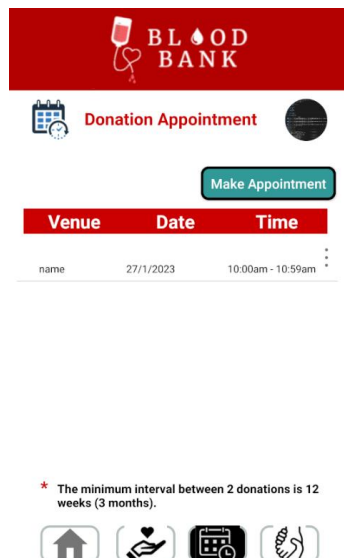 BLOOD
BANK
Donation Appointment
Make Appointment
Venue Date Time
name 27/1/2023 10:00am - 10:59am
* The minimum interval between 2 donations is 12
weeks (3 months).